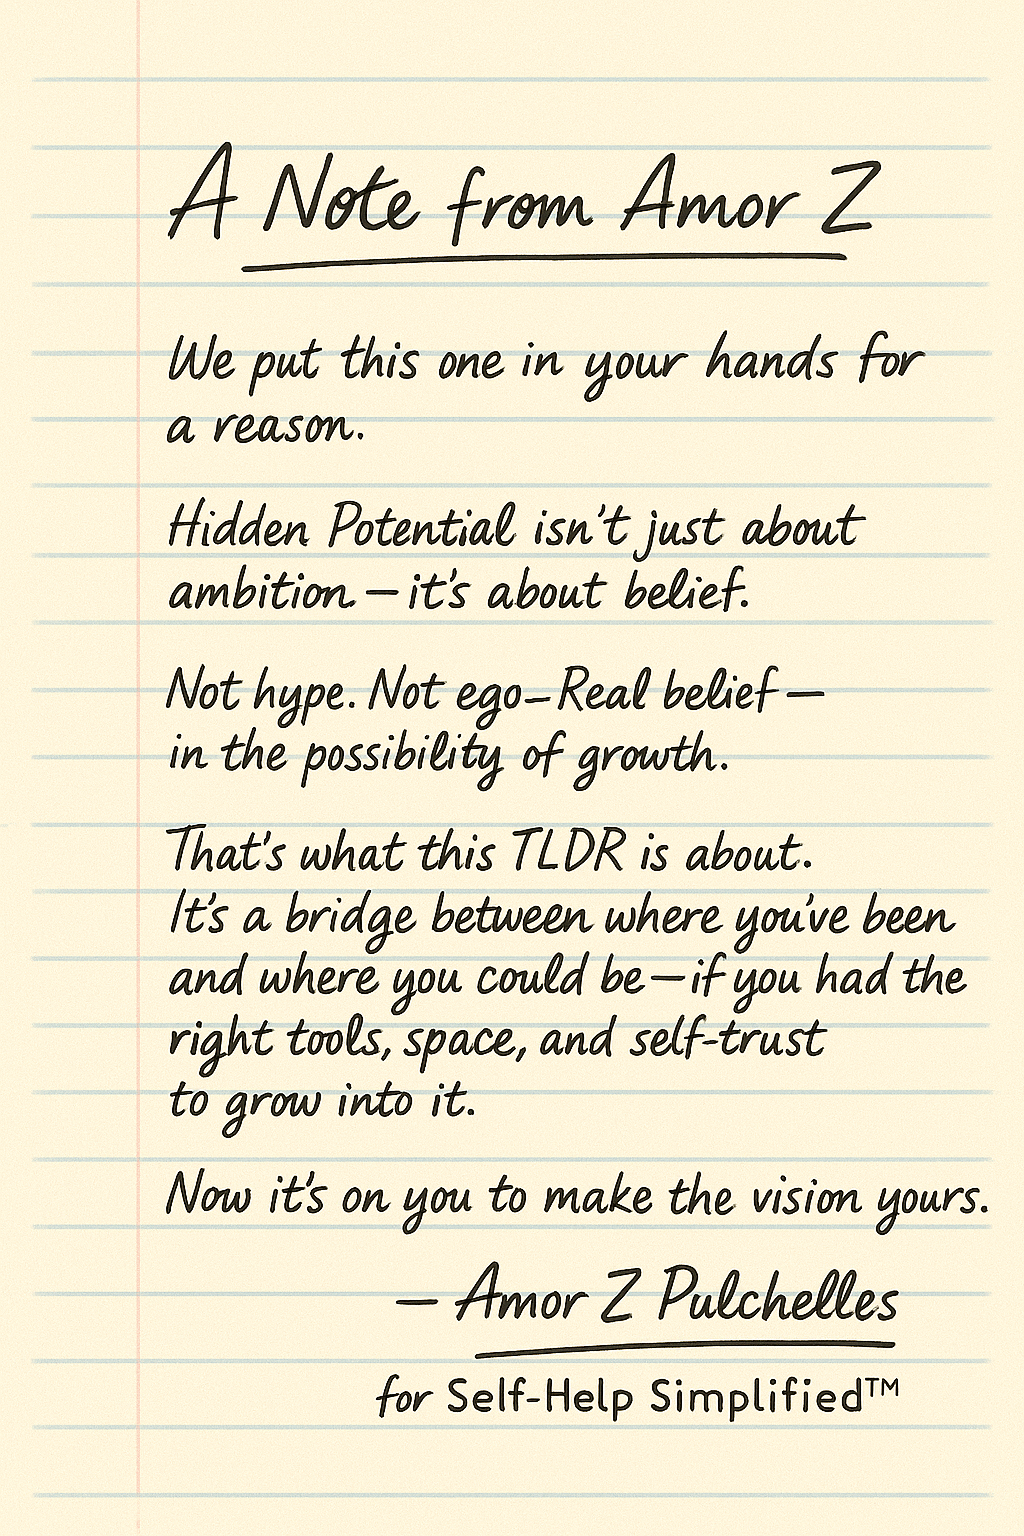 A Note from Amor Z
We put this one in your hands for
a reason.
Hidden Potential isn't just about
ambition—it's about belief.
Not hype. Not ego–Real belief—
in the possibility of growth.
That's what this TLDR is about.
It's a bridge between where you've been
and where you could be—if you had the
right tools, space, and self-trust
to grow into it.
Now it's on you to make the vision yours.
— Amor Z Pulchelles
for Self-Help Simplified™